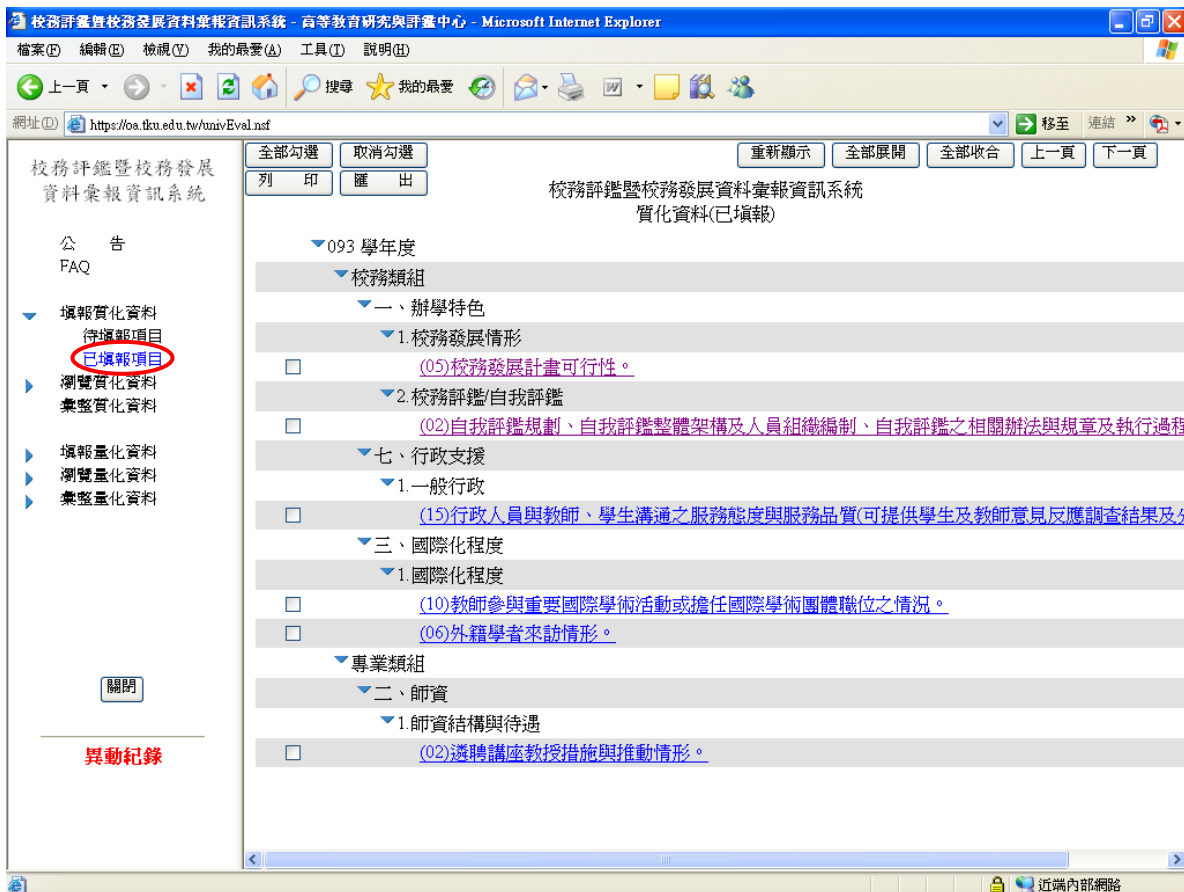 校務評鑑暨校務發展資料彙報資訊系統 - 高等教育研究與評鑑中心 - Microsoft Internet Explorer
檔案(F) 編輯(E) 檢視(V) 我的最愛(A) 工具(T) 說明(H)
上一頁 搜尋 我的最愛
網址(D) https://oa.tku.edu.tw/univEval.nsf 移至 連結 »
校務評鑑暨校務發展
資料彙報資訊系統
公 告
FAQ
填報質化資料
待填報項目
已填報項目
瀏覽質化資料
彙整質化資料
填報量化資料
瀏覽量化資料
彙整量化資料
關閉
異動紀錄
全部勾選 取消勾選 重新顯示 全部展開 全部收合 上一頁 下一頁
列 印 匯 出
校務評鑑暨校務發展資料彙報資訊系統
質化資料(已填報)
093 學年度
校務類組
一、辦學特色
1.校務發展情形
(05)校務發展計畫可行性。
2.校務評鑑/自我評鑑
(02)自我評鑑規劃、自我評鑑整體架構及人員組織編制、自我評鑑之相關辦法與規章及執行過程
七、行政支援
1.一般行政
(15)行政人員與教師、學生溝通之服務態度與服務品質(可提供學生及教師意見反應調查結果及
三、國際化程度
1.國際化程度
(10)教師參與重要國際學術活動或擔任國際學術團體職位之情況。
(06)外籍學者來訪情形。
專業類組
二、師資
1.師資結構與待遇
(02)遴聘講座教授措施與推動情形。
近端內部網路